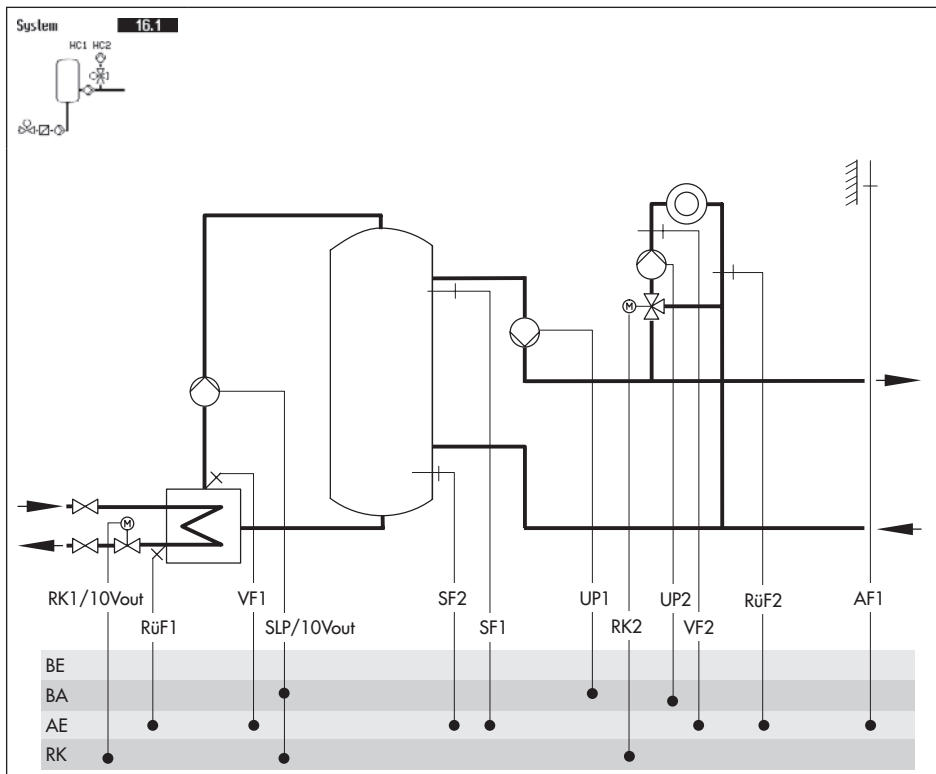 System 16.1
HC1 HC2
M
M
RK1/10Vout VF1 SF2 UP1 UP2 RüF2 AF1
RüF1 SLP/10Vout SF1 RK2 VF2
BE
BA
AE
RK